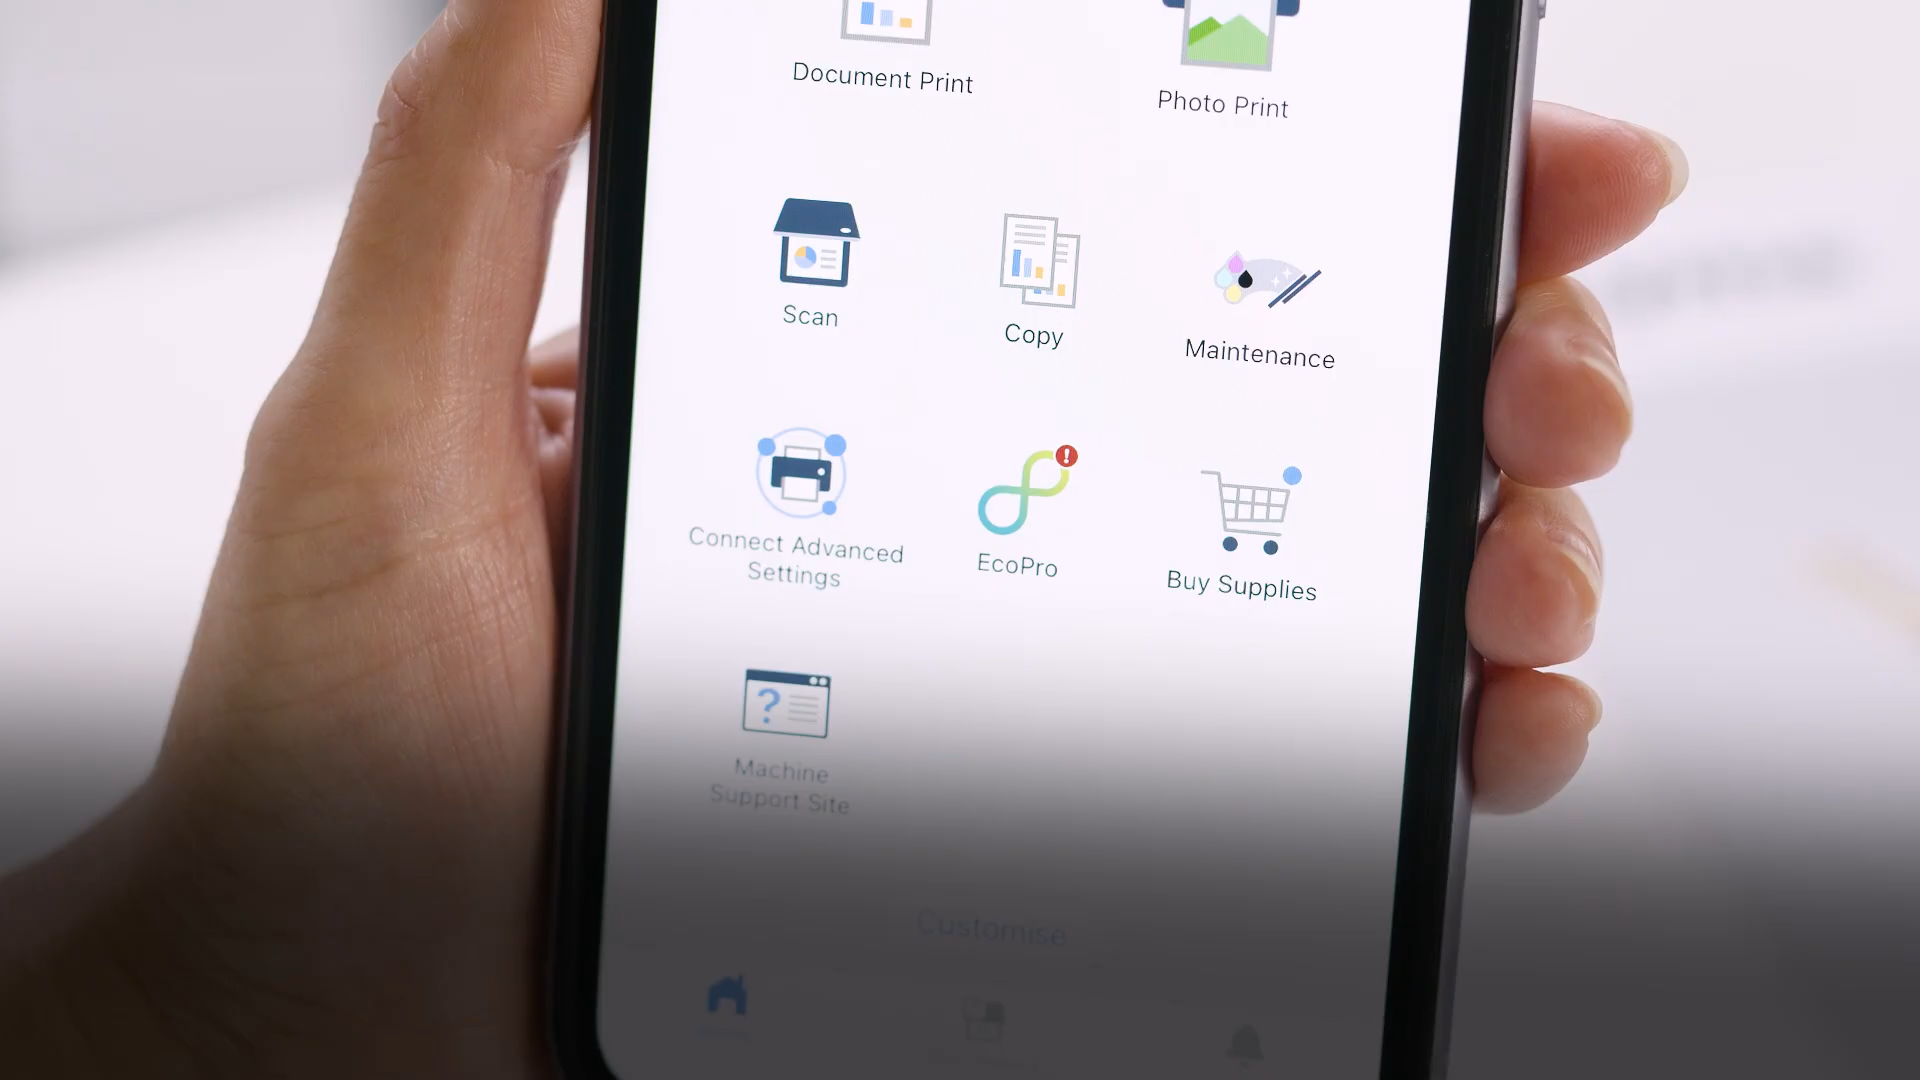 Document Print
Photo Print
Scan
Copy
Maintenance
Connect Advanced
Settings
EcoPro
Buy Supplies
Machine
Support Site
Customise